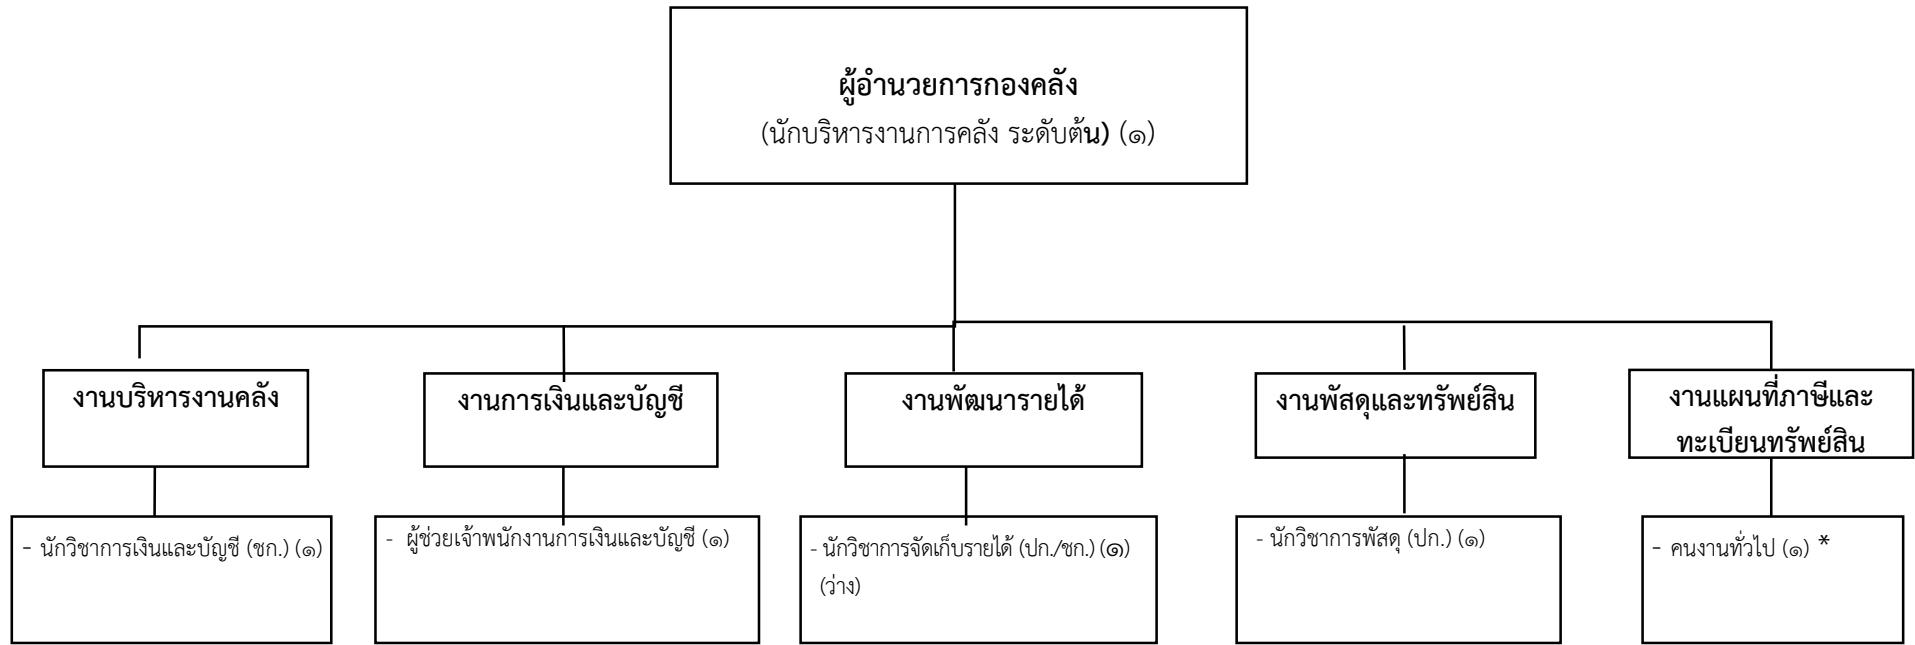 ผู้อำนวยการกองคลัง
(นักบริหารงานการคลัง ระดับต้น) (๑)
งานบริหารงานคลัง
งานการเงินและบัญชี
งานพัฒนารายได้
งานพัสดุและทรัพย์สิน
งานแผนที่ภาษีและ
ทะเบียนทรัพย์สิน
- นักวิชาการเงินและบัญชี (ชก.) (๑)
- ผู้ช่วยเจ้าพนักงานการเงินและบัญชี (๑)
- นักวิชาการจัดเก็บรายได้ (ปก./ชก.) (๑)
(ว่าง)
- นักวิชาการพัสดุ (ปก.) (๑)
- คนงานทั่วไป (๑) *